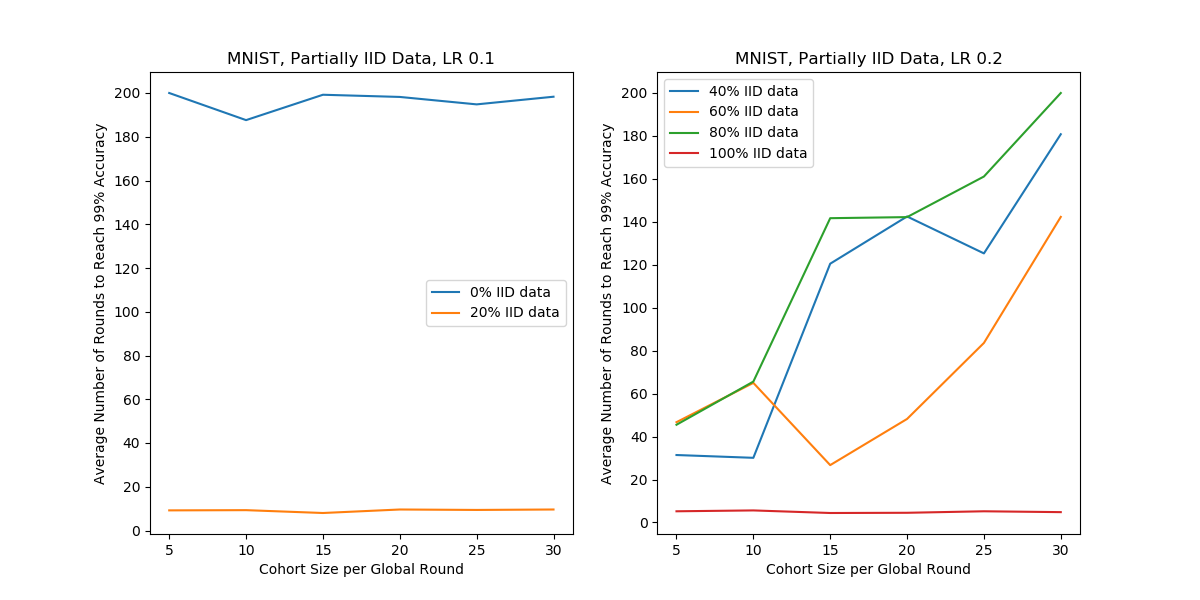 MNIST, Partially IID Data, LR 0.1
Average Number of Rounds to Reach 99% Accuracy
200
180
160
140
120
100
80
60
40
20
0
0% IID data
20% IID data
5 10 15 20 25 30
Cohort Size per Global Round
MNIST, Partially IID Data, LR 0.2
Average Number of Rounds to Reach 99% Accuracy
200
180
160
140
120
100
80
60
40
20
0
40% IID data
60% IID data
80% IID data
100% IID data
5 10 15 20 25 30
Cohort Size per Global Round